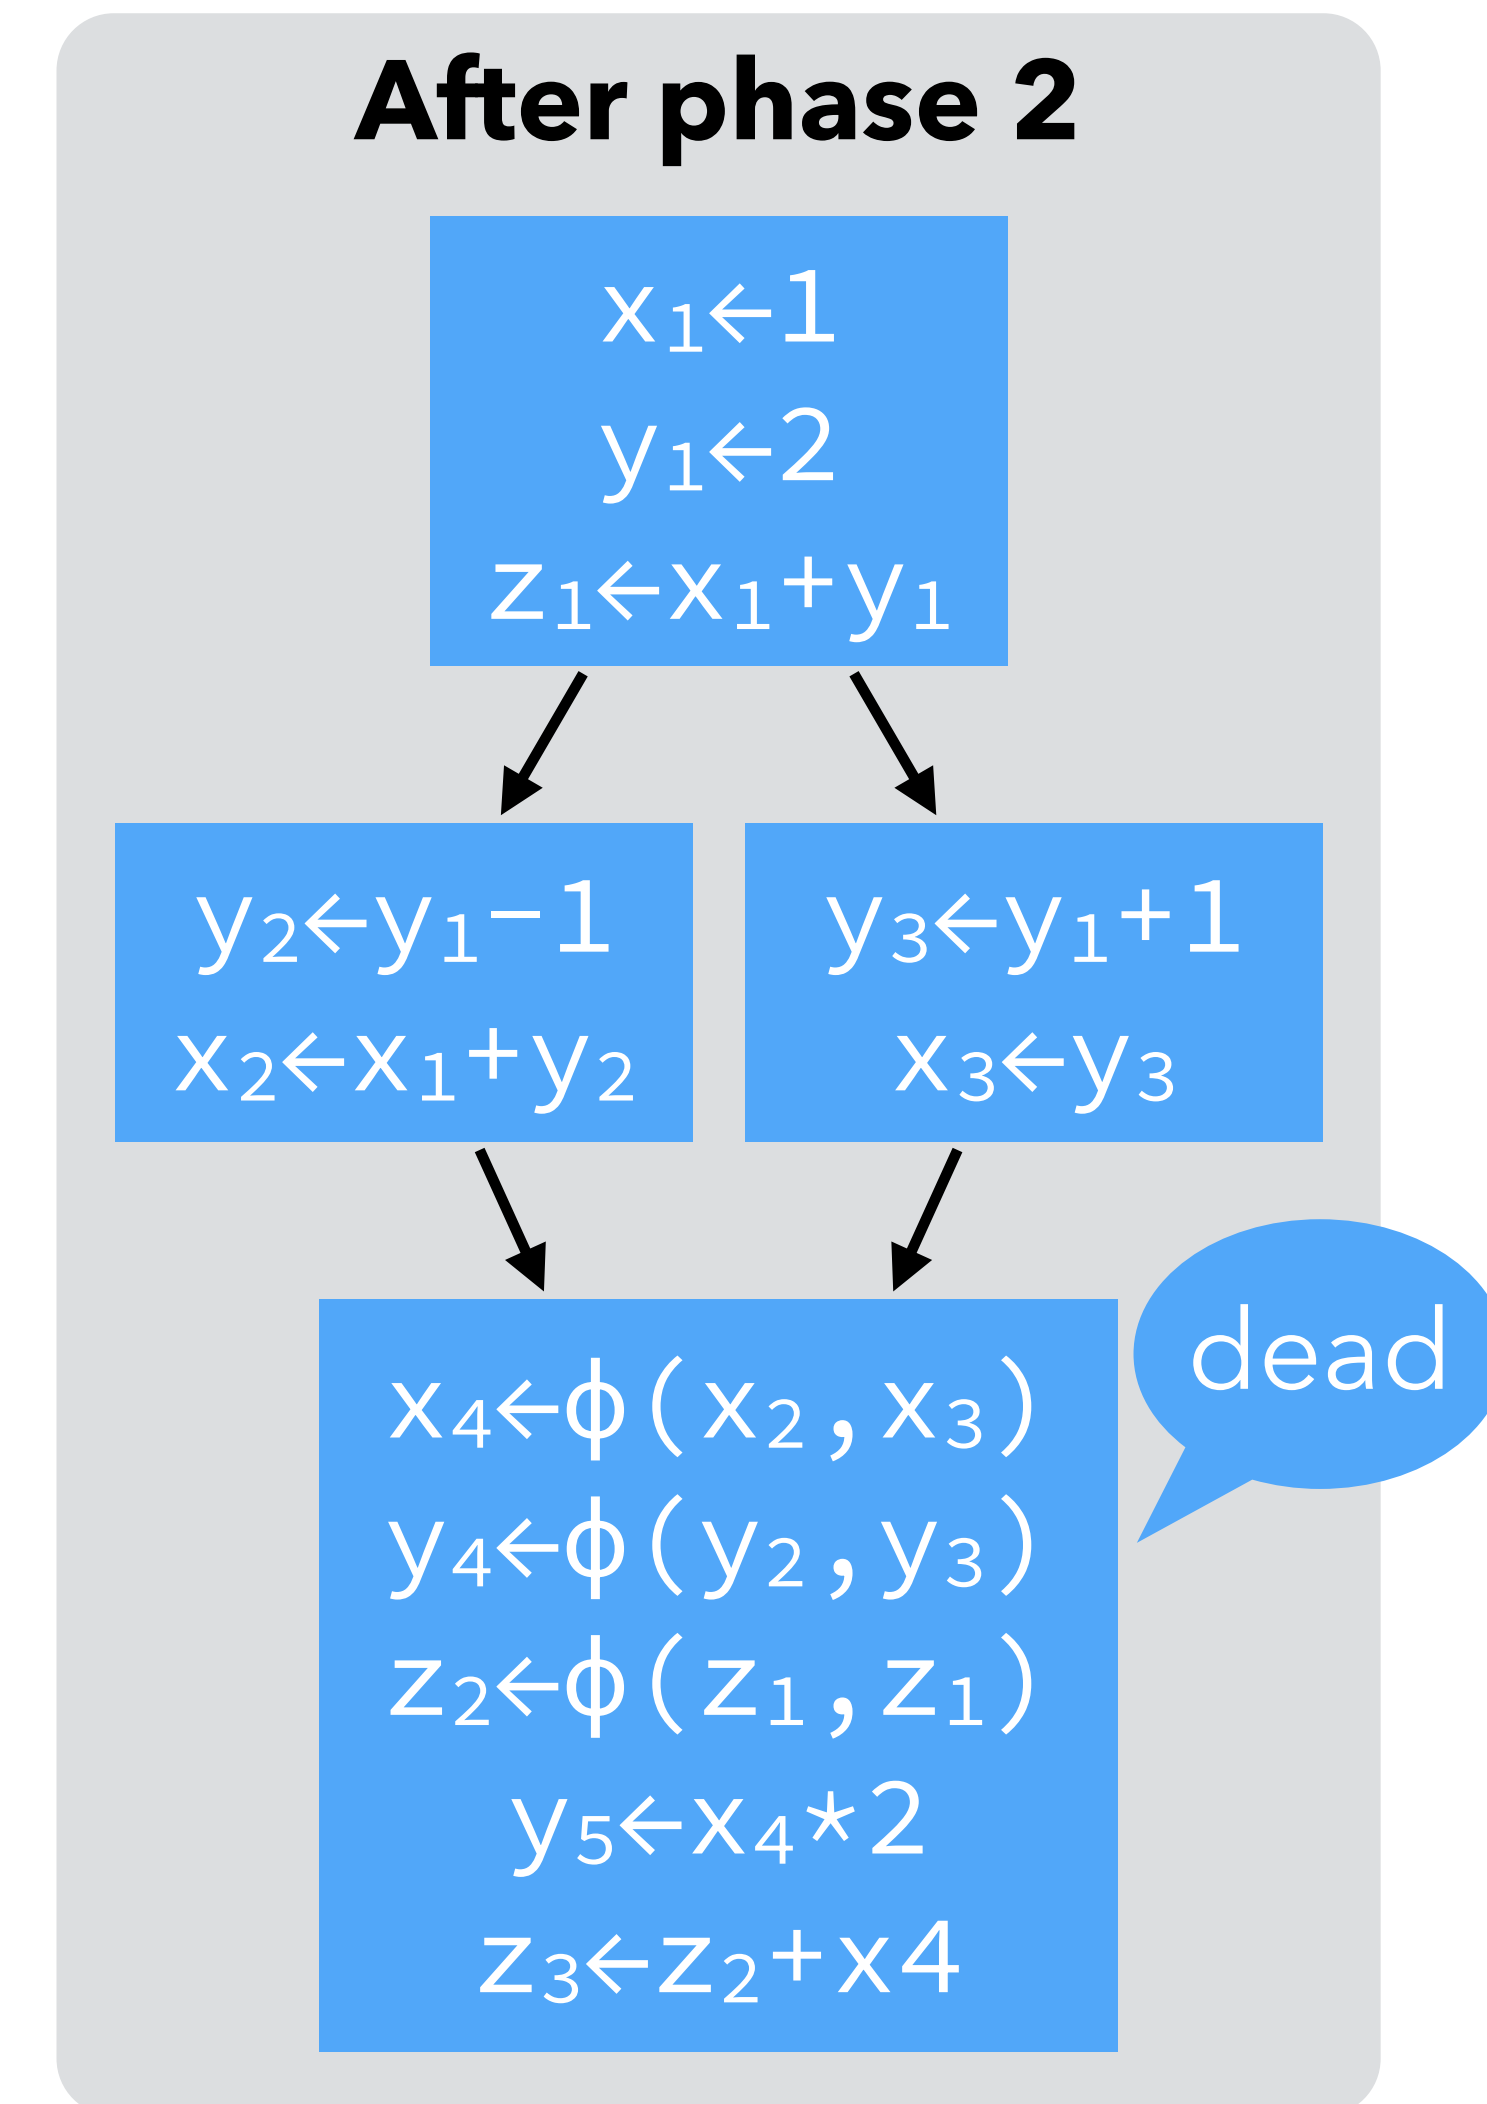 After phase 2
x₁←1
y₁←2
z₁←x₁+y₁
y₂←y₁-1
x₂←x₁+y₂
y₃←y₁+1
x₃←y₃
dead
x₄←ϕ(x₂,x₃)
y₄←ϕ(y₂,y₃)
z₂←ϕ(z₁,z₁)
y₅←x₄*2
z₃←z₂+x4